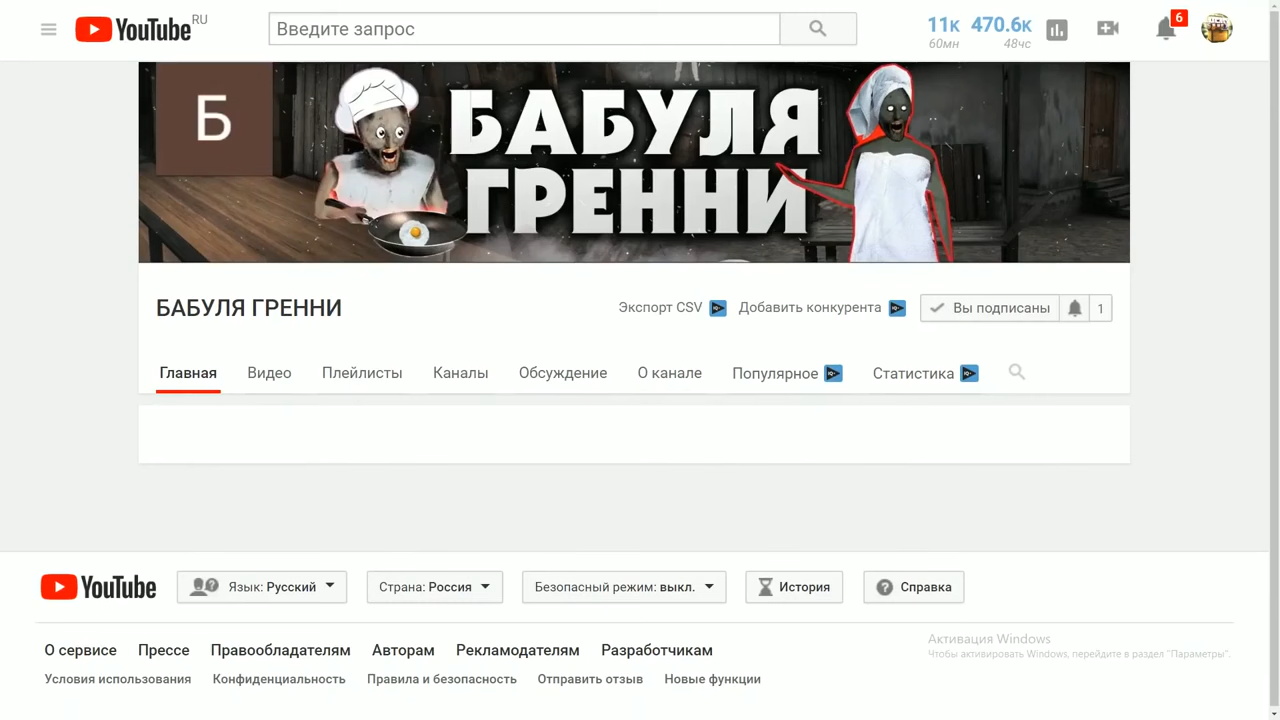 YouTube RU
Введите запрос
11к 470.6к
60мн 48чс
6
Б
БАБУЛЯ
ГРЕННИ
БАБУЛЯ ГРЕННИ
Экспорт CSV Добавить конкурента Вы подписаны 1
Главная Видео Плейлисты Каналы Обсуждение О канале Популярное Статистика
YouTube Язык: Русский Страна: Россия Безопасный режим: выкл. История Справка
О сервисе Прессе Правообладателям Авторам Рекламодателям Разработчикам
Условия использования Конфиденциальность Правила и безопасность Отправить отзыв Новые функции
Активация Windows
Чтобы активировать Windows, перейдите в раздел "Параметры".